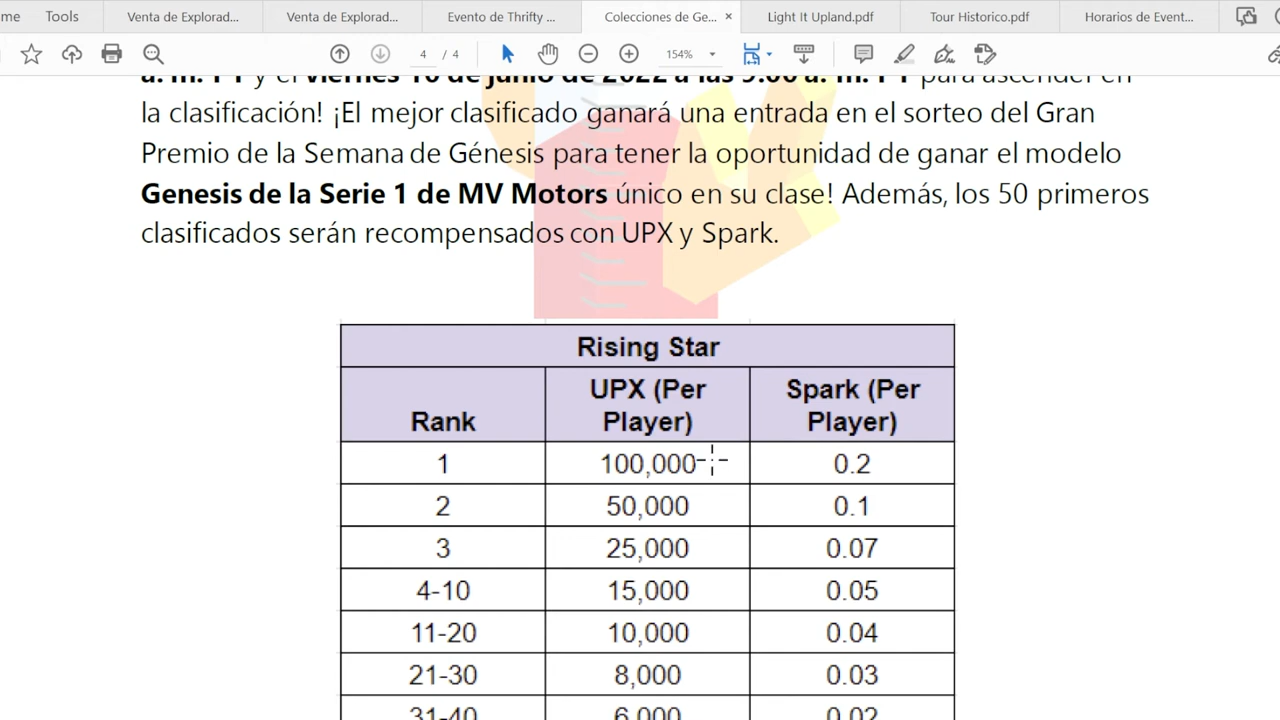 ome Tools Venta de Explorad... Venta de Explorad... Evento de Thrifty ... Colecciones de Ge... × Light It Upland.pdf Tour Historico.pdf Horarios de Event...
4 / 4 154%
a. m. PT y el viernes 10 de junio de 2022 a las 9:00 a. m. PT para ascender en
la clasificación! ¡El mejor clasificado ganará una entrada en el sorteo del Gran
Premio de la Semana de Génesis para tener la oportunidad de ganar el modelo
Genesis de la Serie 1 de MV Motors único en su clase! Además, los 50 primeros
clasificados serán recompensados con UPX y Spark.
Rising Star
Rank UPX (Per Player) Spark (Per Player)
1 100,000 0.2
2 50,000 0.1
3 25,000 0.07
4-10 15,000 0.05
11-20 10,000 0.04
21-30 8,000 0.03
31-40 6,000 0.02